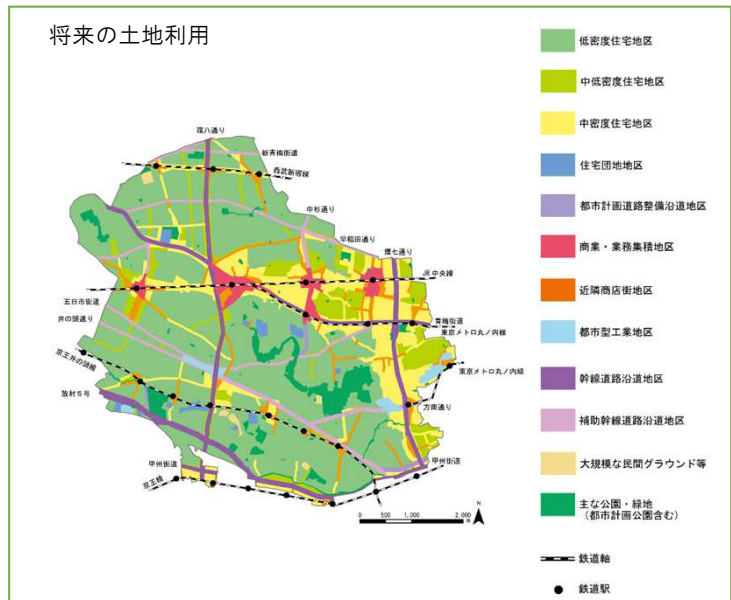 将来の土地利用
環八通り
新青梅街道
西武新宿線
中杉通り
早稲田通り
環七通り
JR中央線
五日市街道
井の頭通り
青梅街道
東京メトロ丸ノ内線
京王井の頭線
東京メトロ丸ノ内線
放射5号
方南通り
甲州街道
甲州街道
京王線
N
0 500 1,000 2,000
低密度住宅地区
中低密度住宅地区
中密度住宅地区
住宅団地地区
都市計画道路整備沿道地区
商業・業務集積地区
近隣商店街地区
都市型工業地区
幹線道路沿道地区
補助幹線道路沿道地区
大規模な民間グラウンド等
主な公園・緑地
(都市計画公園含む)
鉄道軸
鉄道駅